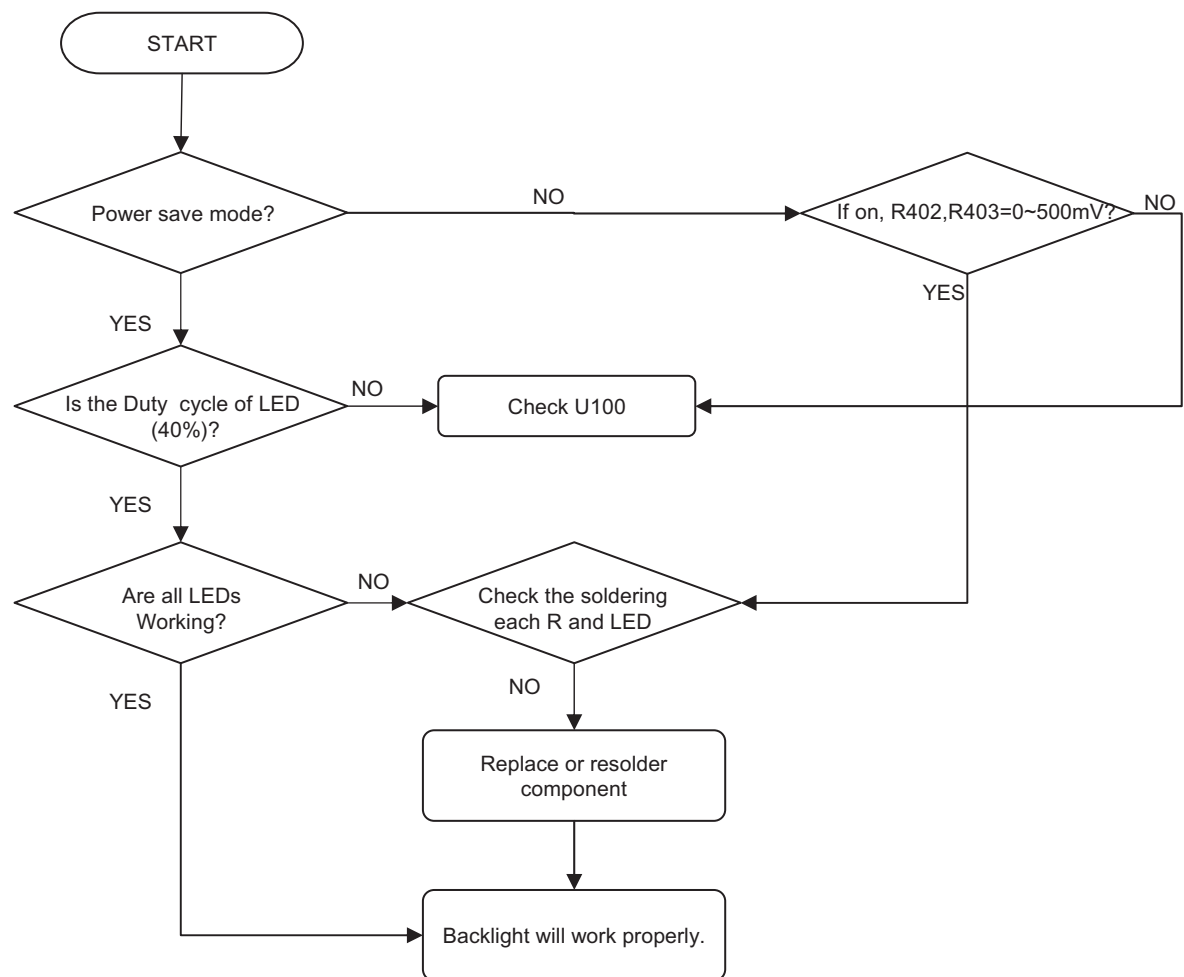 START
Power save mode?
NO
If on, R402,R403=0~500mV?
NO
YES
YES
Is the Duty cycle of LED
(40%)?
NO
Check U100
YES
Are all LEDs
Working?
NO
Check the soldering
each R and LED
YES
NO
Replace or resolder
component
Backlight will work properly.